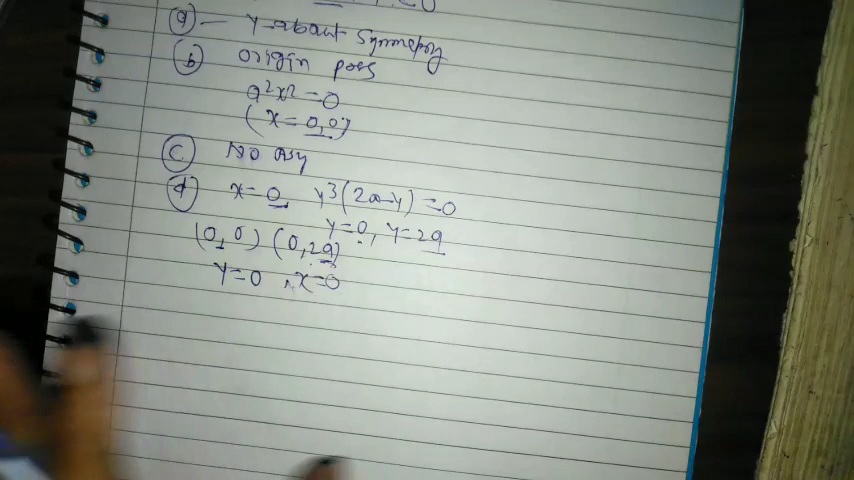 (a) — Y-about symmetry
(b) origin pass
a²x² = 0
(x = 0, 0)
(c) No Asy
(d) x = 0, y³(2a-y) = 0
y = 0, y = 2a
(0, 0) (0, 2a)
y = 0, x = 0